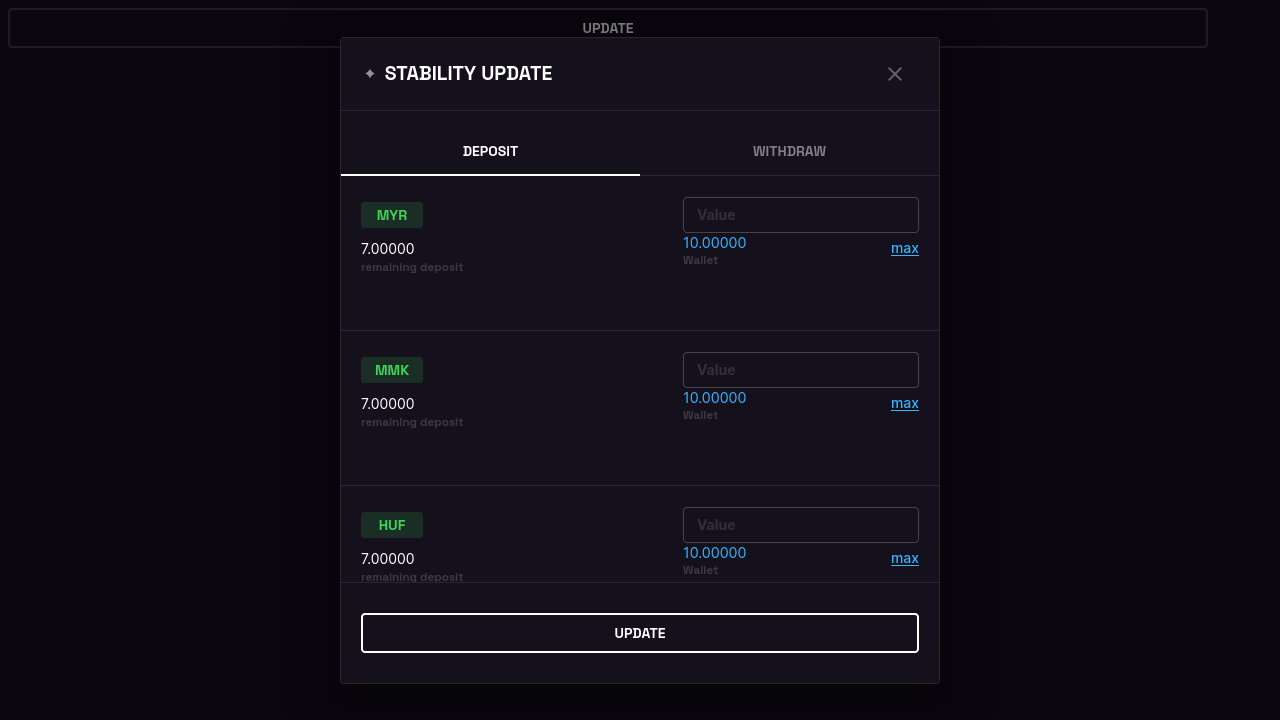 UPDATE
STABILITY UPDATE
DEPOSIT
WITHDRAW
MYR
Value
7.00000
remaining deposit
10.00000
Wallet
max
MMK
Value
7.00000
remaining deposit
10.00000
Wallet
max
HUF
Value
7.00000
remaining deposit
10.00000
Wallet
max
UPDATE